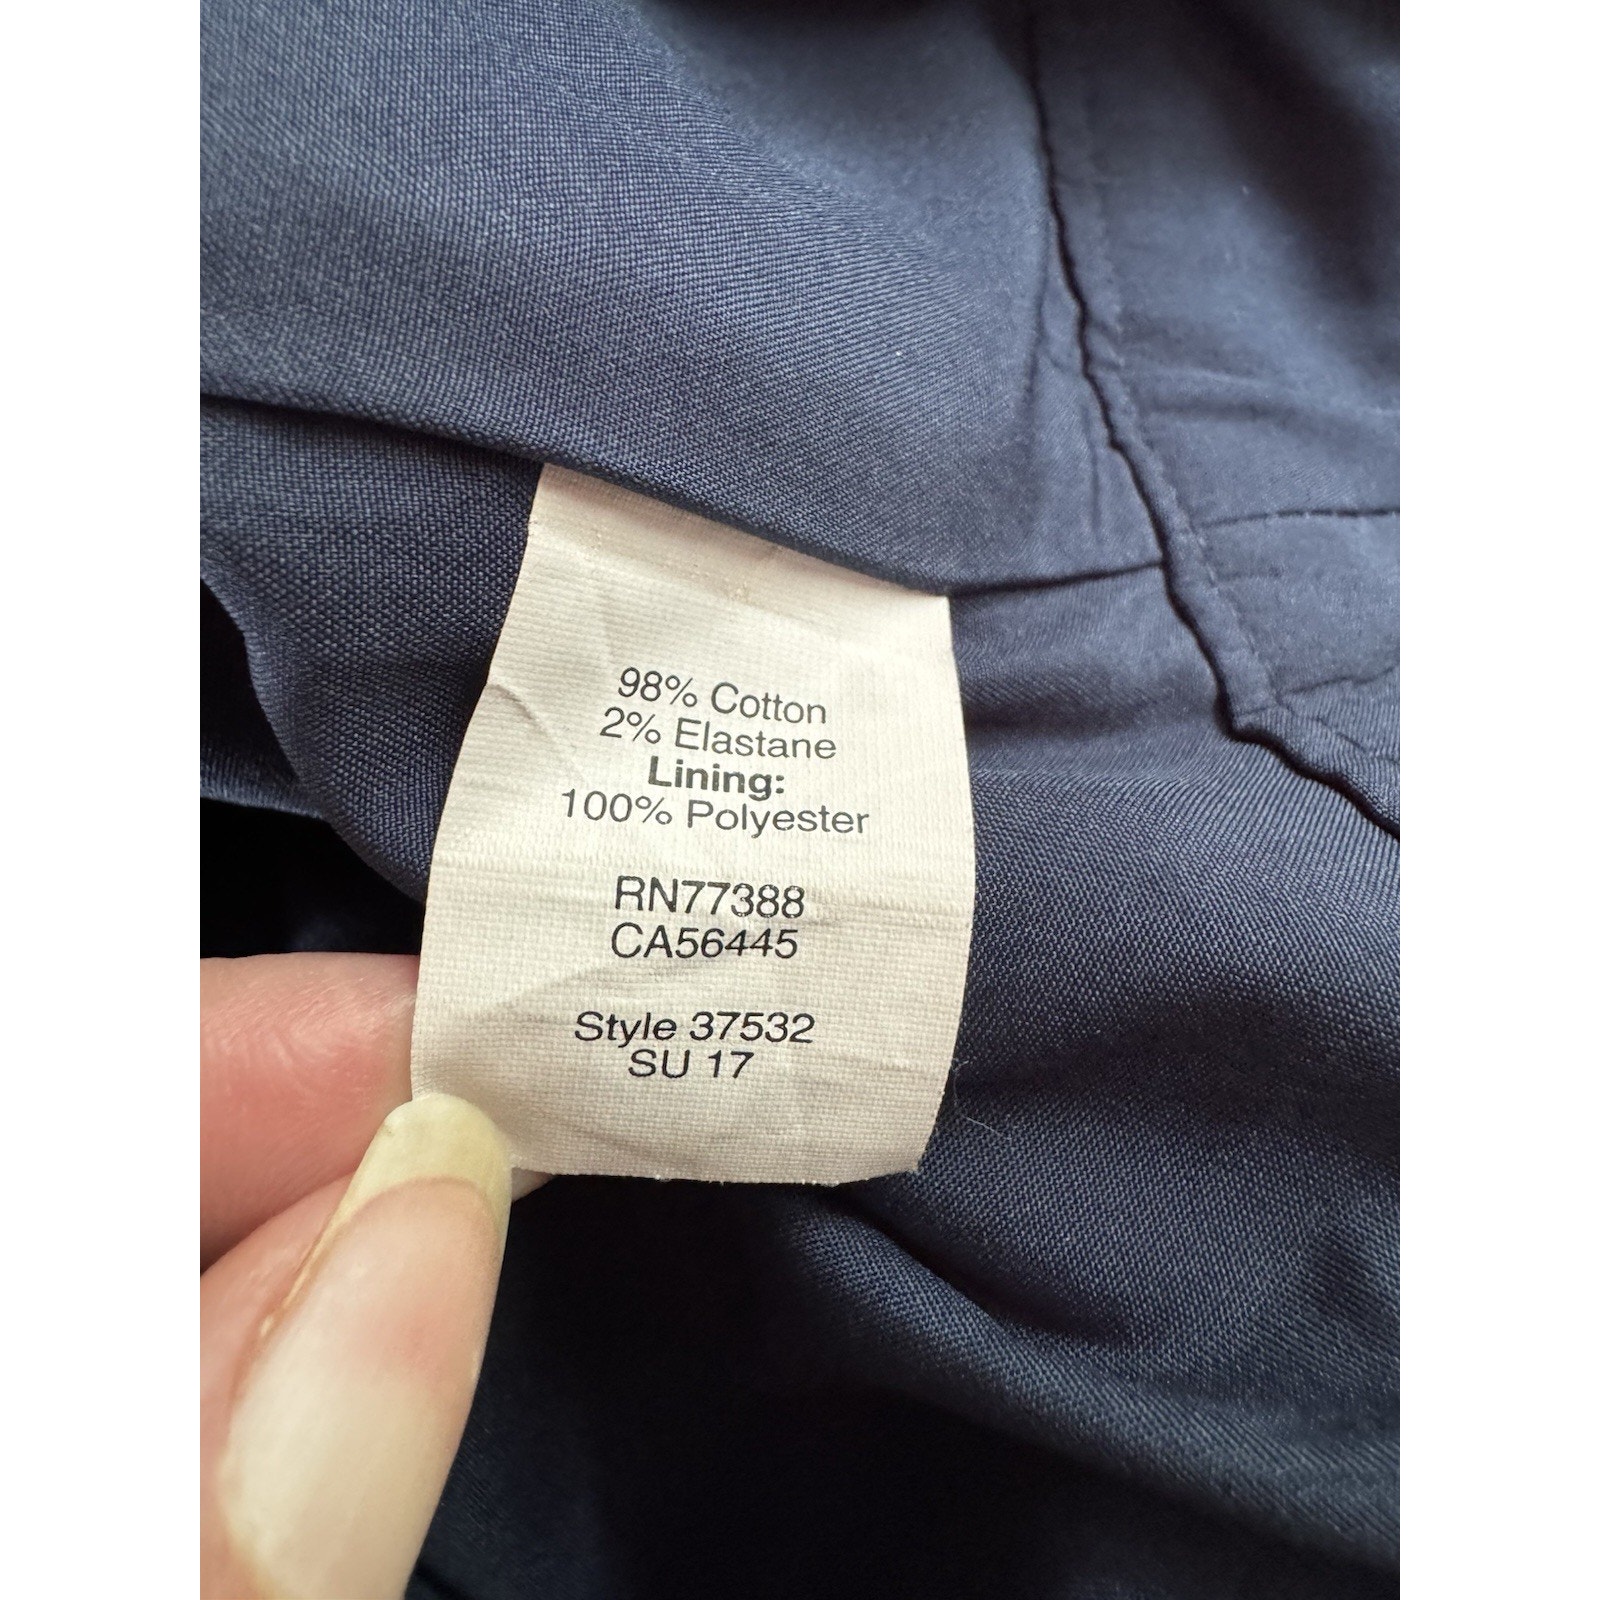 98% Cotton
2% Elastane
Lining:
100% Polyester
RN77388
CA56445
Style 37532
SU 17